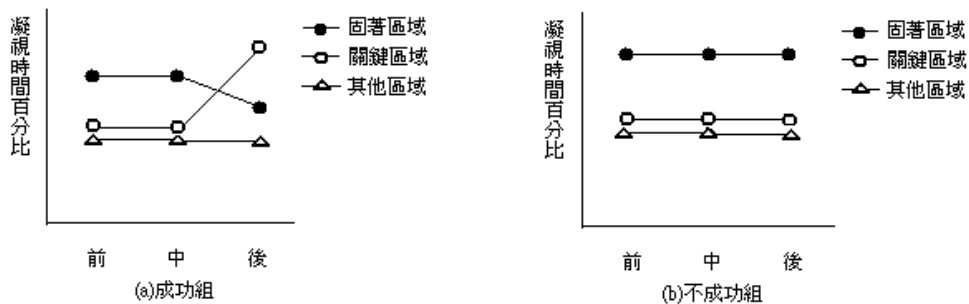 凝視時間百分比
固著區域
關鍵區域
其他區域
前 中 後
(a)成功組
凝視時間百分比
固著區域
關鍵區域
其他區域
前 中 後
(b)不成功組